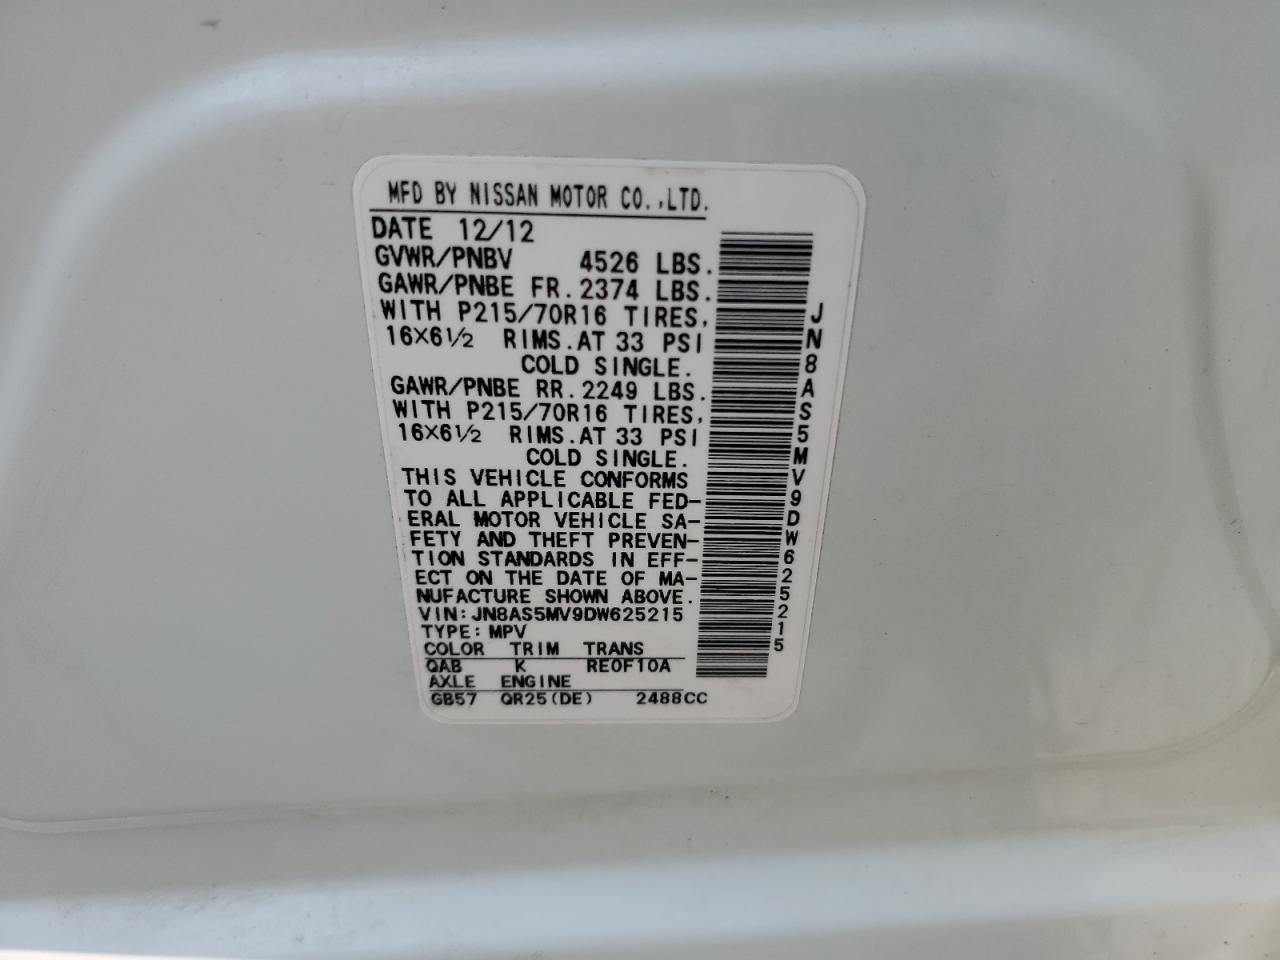 MFD BY NISSAN MOTOR CO.,LTD.
DATE 12/12
GVWR/PNBV 4526 LBS.
GAWR/PNBE FR. 2374 LBS.
WITH P215/70R16 TIRES,
16X6½ RIMS.AT 33 PSI
COLD SINGLE.
GAWR/PNBE RR. 2249 LBS.
WITH P215/70R16 TIRES,
16X6½ RIMS.AT 33 PSI
COLD SINGLE.
THIS VEHICLE CONFORMS
TO ALL APPLICABLE FED-
ERAL MOTOR VEHICLE SA-
FETY AND THEFT PREVEN-
TION STANDARDS IN EFF-
ECT ON THE DATE OF MA-
NUFACTURE SHOWN ABOVE.
VIN: JN8AS5MV9DW625215
TYPE: MPV
COLOR TRIM TRANS
QAB K RE0F10A
AXLE ENGINE
GB57 QR25(DE) 2488CC
JN8AS5MV9DW625215